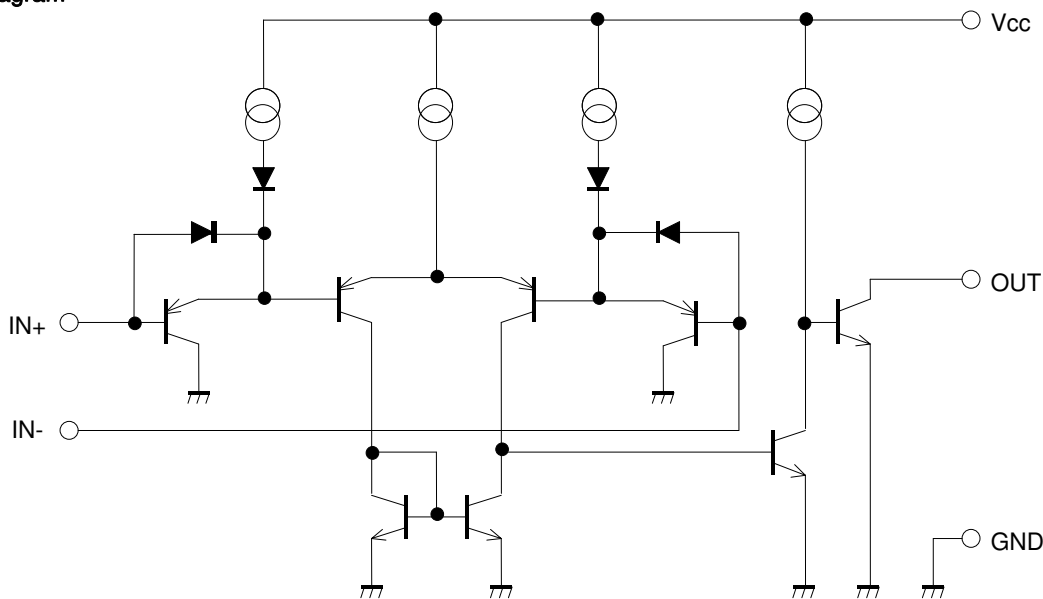 Vcc
OUT
IN+
IN-
GND